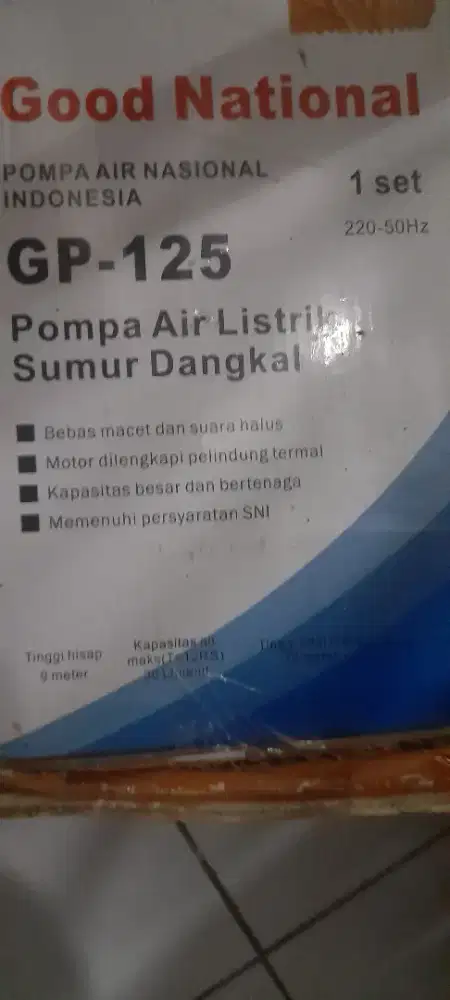 Good National
POMPA AIR NASIONAL
INDONESIA
1 set
220-50Hz
GP-125
Pompa Air Listrik
Sumur Dangkal
Bebas macet dan suara halus
Motor dilengkapi pelindung termal
Kapasitas besar dan bertenaga
Memenuhi persyaratan SNI
Tinggi hisap
9 meter
Kapasitas air